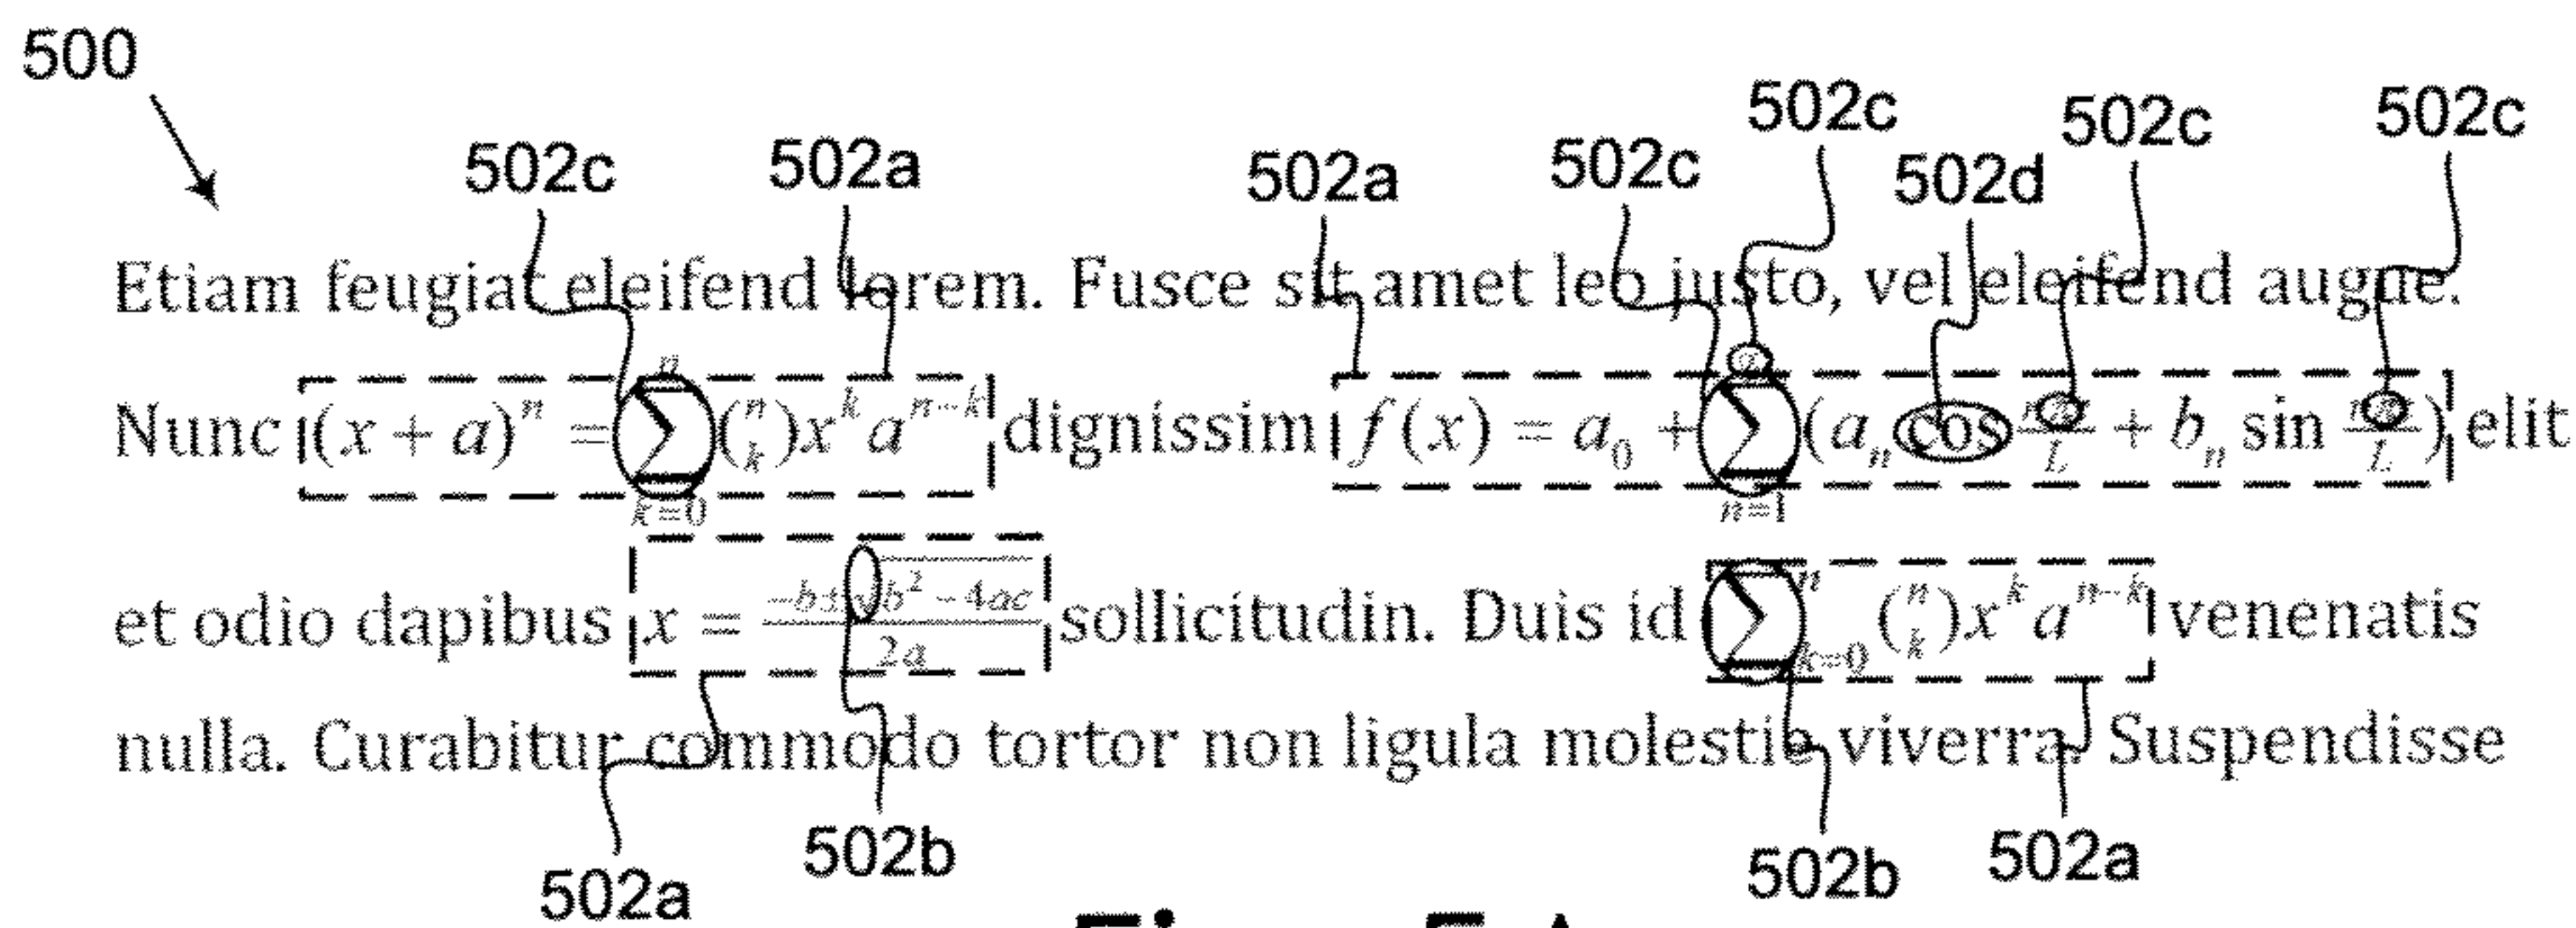 500
502c 502a 502a 502c 502c 502d 502c 502c
Etiam feugiat eleifend lorem. Fusce sit amet leo justo, vel eleifend augue.
Nunc (x + a)^n = ∑_{k=0}^{n} (n k) x^k a^{n-k} dignissim f(x) = a_0 + ∑_{n=1} (a_n cos /L + b_n sin /L) elit
et odio dapibus x = (-b ± √(b² - 4ac))/2a sollicitudin. Duis id ∑_{k=0}^{n} (n k) x^k a^{n-k} venenatis
nulla. Curabitur commodo tortor non ligula molestie viverra. Suspendisse
502a 502b 502b 502a